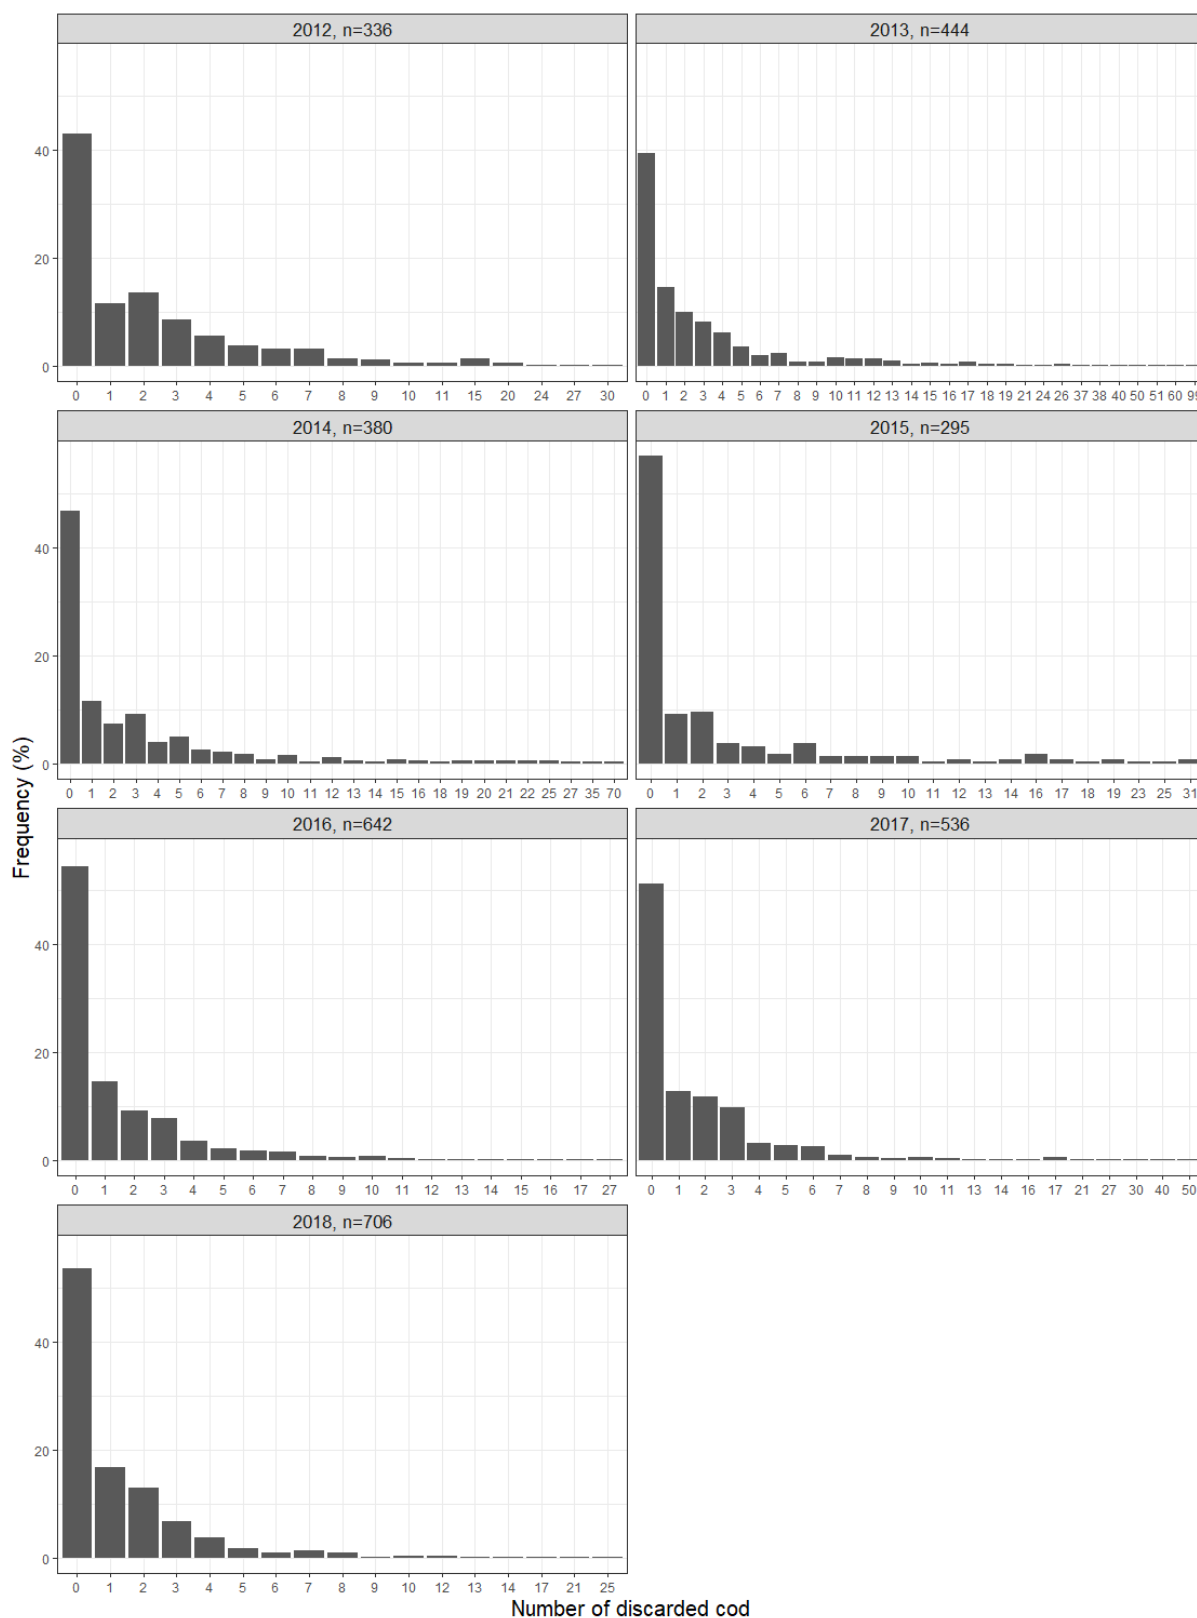 2012, n=336
2013, n=444
40
20
0
0 1 2 3 4 5 6 7 8 9 10 11 15 20 24 27 30
0 1 2 3 4 5 6 7 8 9 10 11 12 13 14 15 16 17 18 19 21 24 26 37 38 40 50 51 60 99
2014, n=380
2015, n=295
40
20
0
0 1 2 3 4 5 6 7 8 9 10 11 12 13 14 15 16 18 19 20 21 22 25 27 35 70
0 1 2 3 4 5 6 7 8 9 10 11 12 13 14 16 17 18 19 23 25 31
Frequency (%)
2016, n=642
2017, n=536
40
20
0
0 1 2 3 4 5 6 7 8 9 10 11 12 13 14 15 16 17 27
0 1 2 3 4 5 6 7 8 9 10 11 13 14 16 17 21 27 30 40 50
2018, n=706
40
20
0
0 1 2 3 4 5 6 7 8 9 10 12 13 14 17 21 25
Number of discarded cod